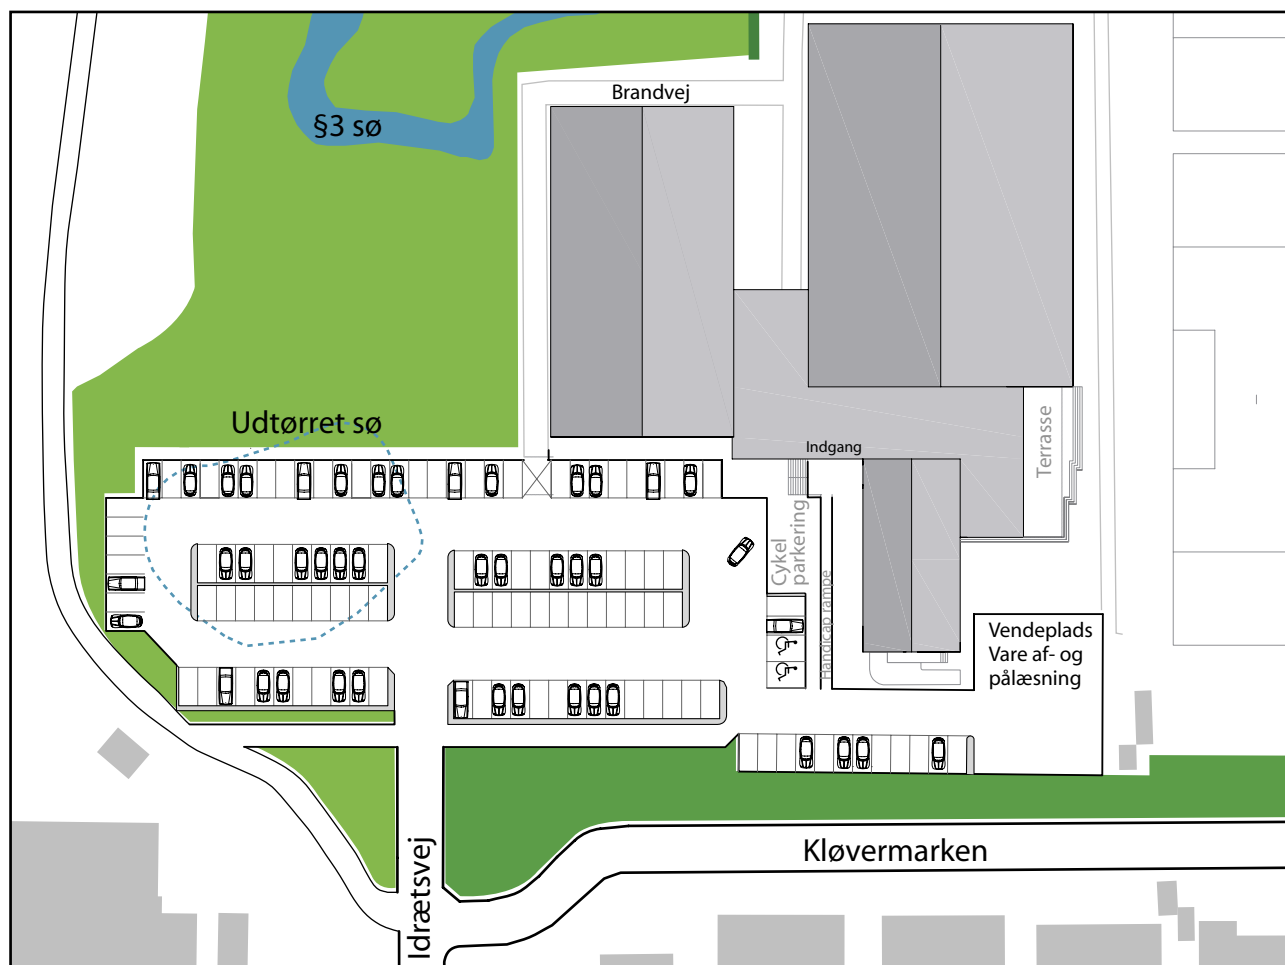 Brandvej
§3 sø
Udtørret sø
Indgang
Terrasse
Cykel
parkering
Handicap rampe
Vendeplads
Vare af- og
pålæsning
Kløvermarken
Idrætsvej